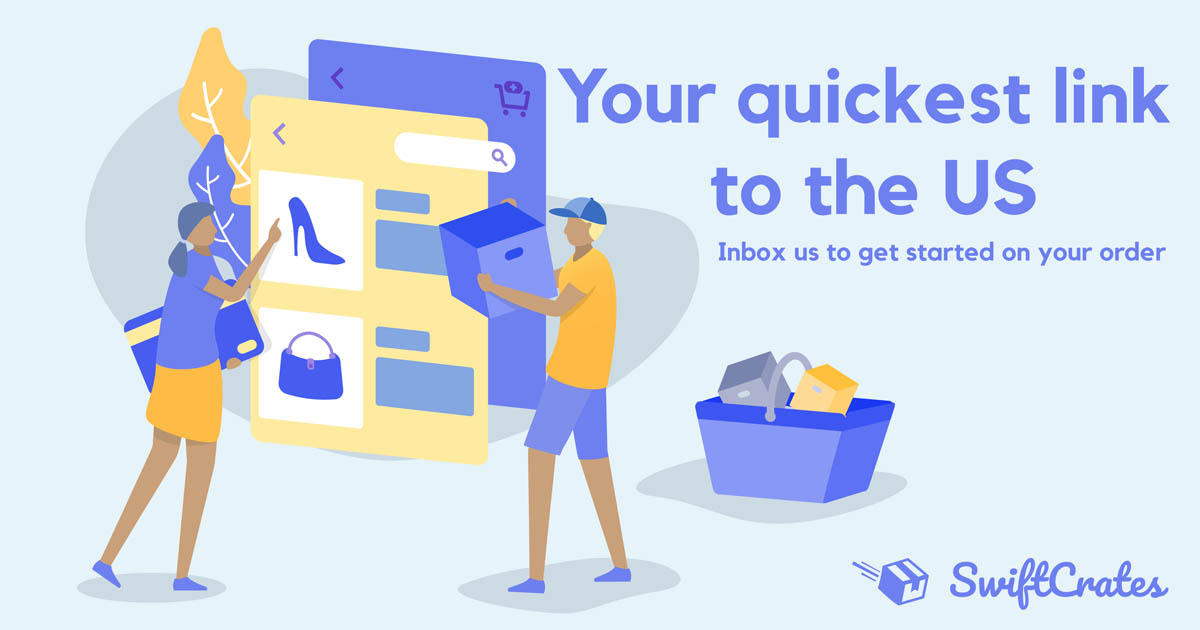 Your quickest link
to the US
Inbox us to get started on your order
SwiftCrates